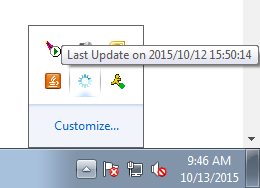 Last Update on 2015/10/12 15:50:14
Customize...
9:46 AM
10/13/2015